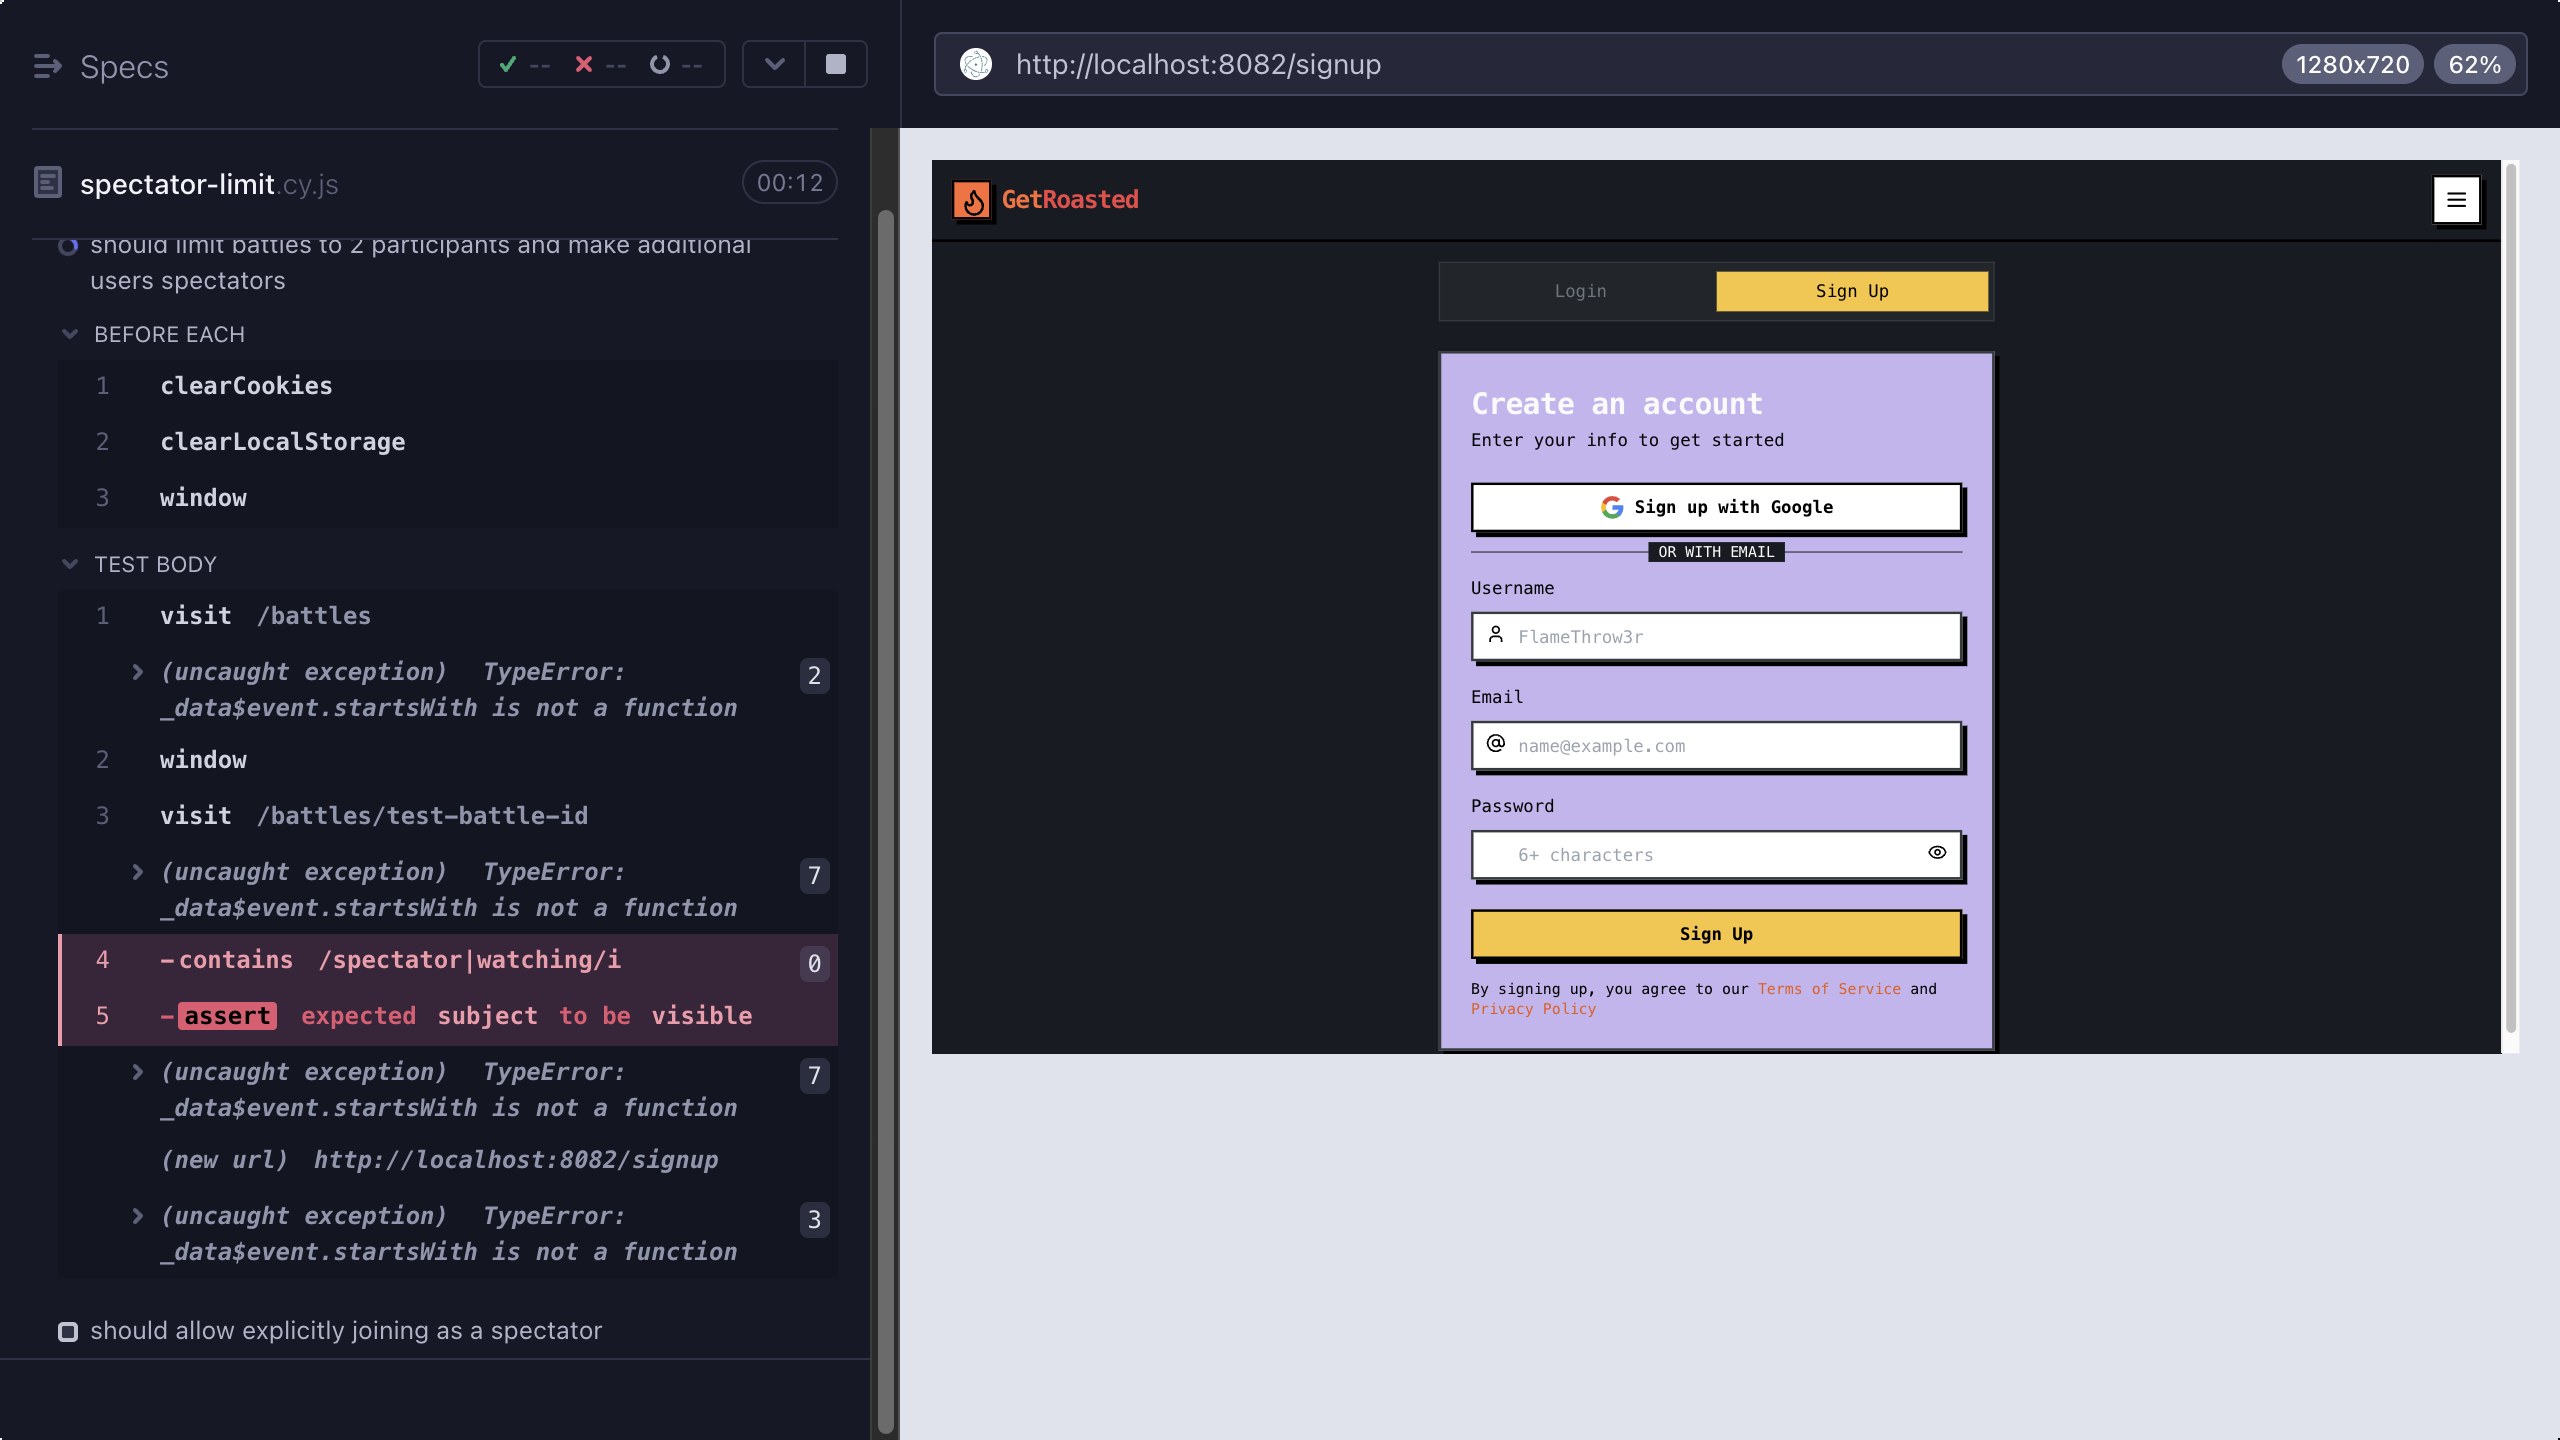 Specs
-- -- --
http://localhost:8082/signup
1280x720
62%
spectator-limit.cy.js
00:12
should limit battles to 2 participants and make additional
users spectators
BEFORE EACH
1 clearCookies
2 clearLocalStorage
3 window
TEST BODY
1 visit /battles
(uncaught exception) TypeError: 2
_data$event.startsWith is not a function
2 window
3 visit /battles/test-battle-id
(uncaught exception) TypeError: 7
_data$event.startsWith is not a function
4 -contains /spectator|watching/i 0
5 -assert expected subject to be visible
(uncaught exception) TypeError: 7
_data$event.startsWith is not a function
(new url) http://localhost:8082/signup
(uncaught exception) TypeError: 3
_data$event.startsWith is not a function
should allow explicitly joining as a spectator
GetRoasted
Login
Sign Up
Create an account
Enter your info to get started
Sign up with Google
OR WITH EMAIL
Username
FlameThrow3r
Email
name@example.com
Password
6+ characters
Sign Up
By signing up, you agree to our Terms of Service and
Privacy Policy